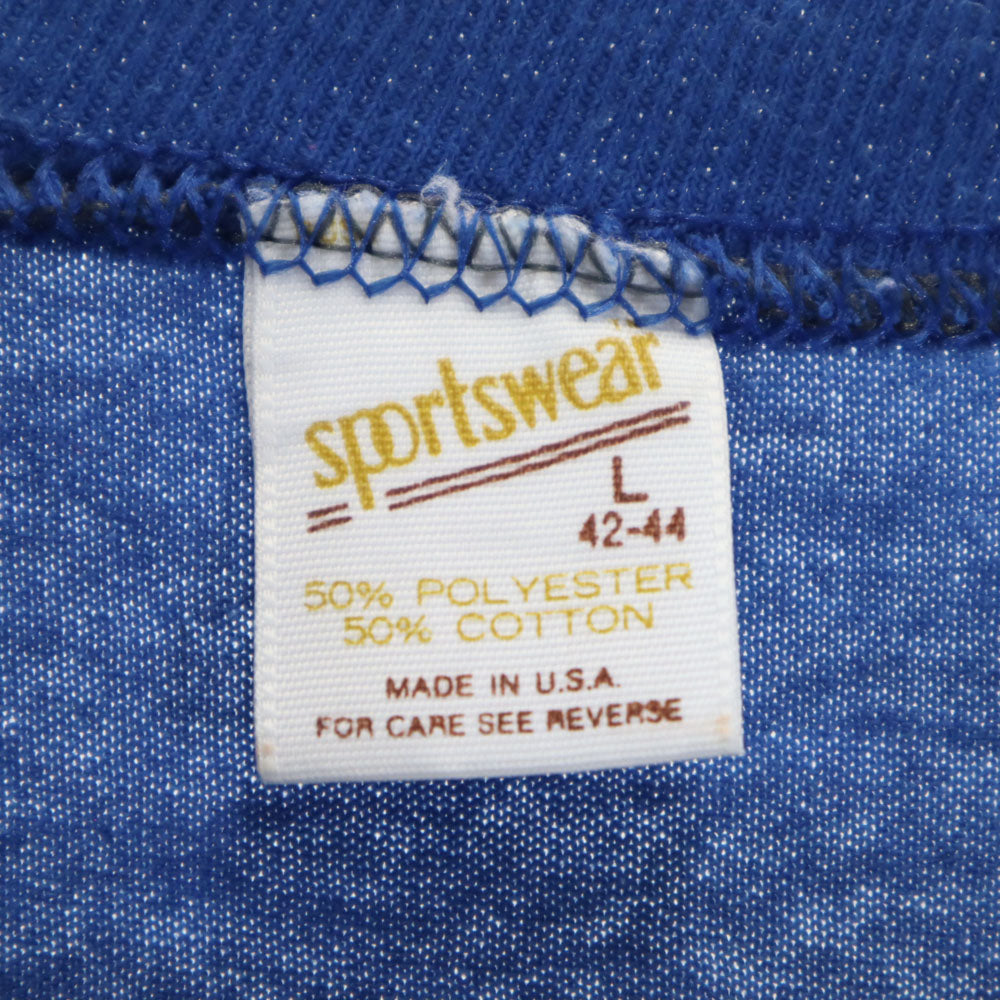 sportswear
L
42-44
50% POLYESTER
50% COTTON
MADE IN U.S.A.
FOR CARE SEE REVERSE